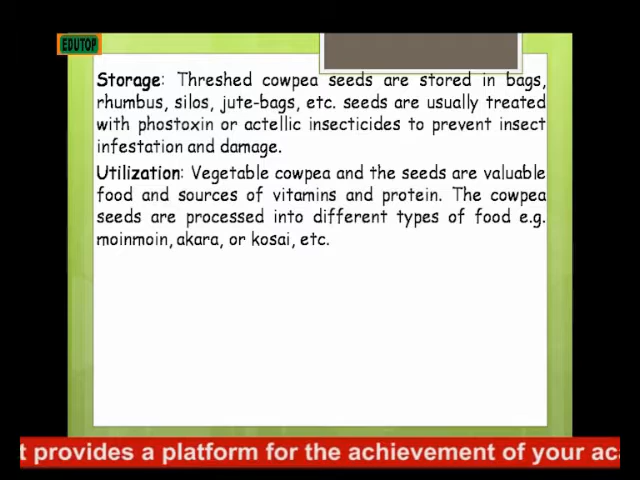 EDUTOP
Storage: Threshed cowpea seeds are stored in bags,
rhumbus, silos, jute-bags, etc. seeds are usually treated
with phostoxin or actellic insecticides to prevent insect
infestation and damage.
Utilization: Vegetable cowpea and the seeds are valuable
food and sources of vitamins and protein. The cowpea
seeds are processed into different types of food e.g.
moinmoin, akara, or kosai, etc.
t provides a platform for the achievement of your aca